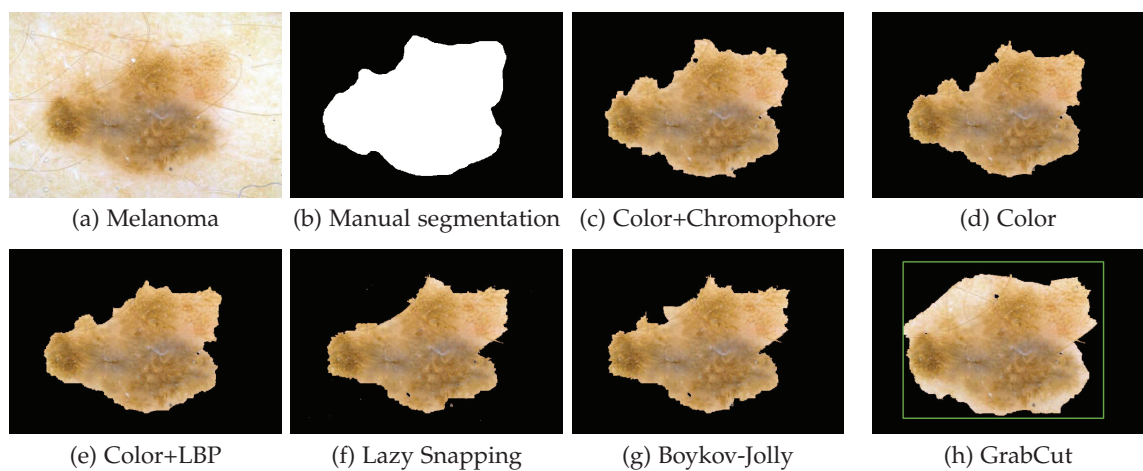 (a) Melanoma
(b) Manual segmentation
(c) Color+Chromophore
(d) Color
(e) Color+LBP
(f) Lazy Snapping
(g) Boykov-Jolly
(h) GrabCut